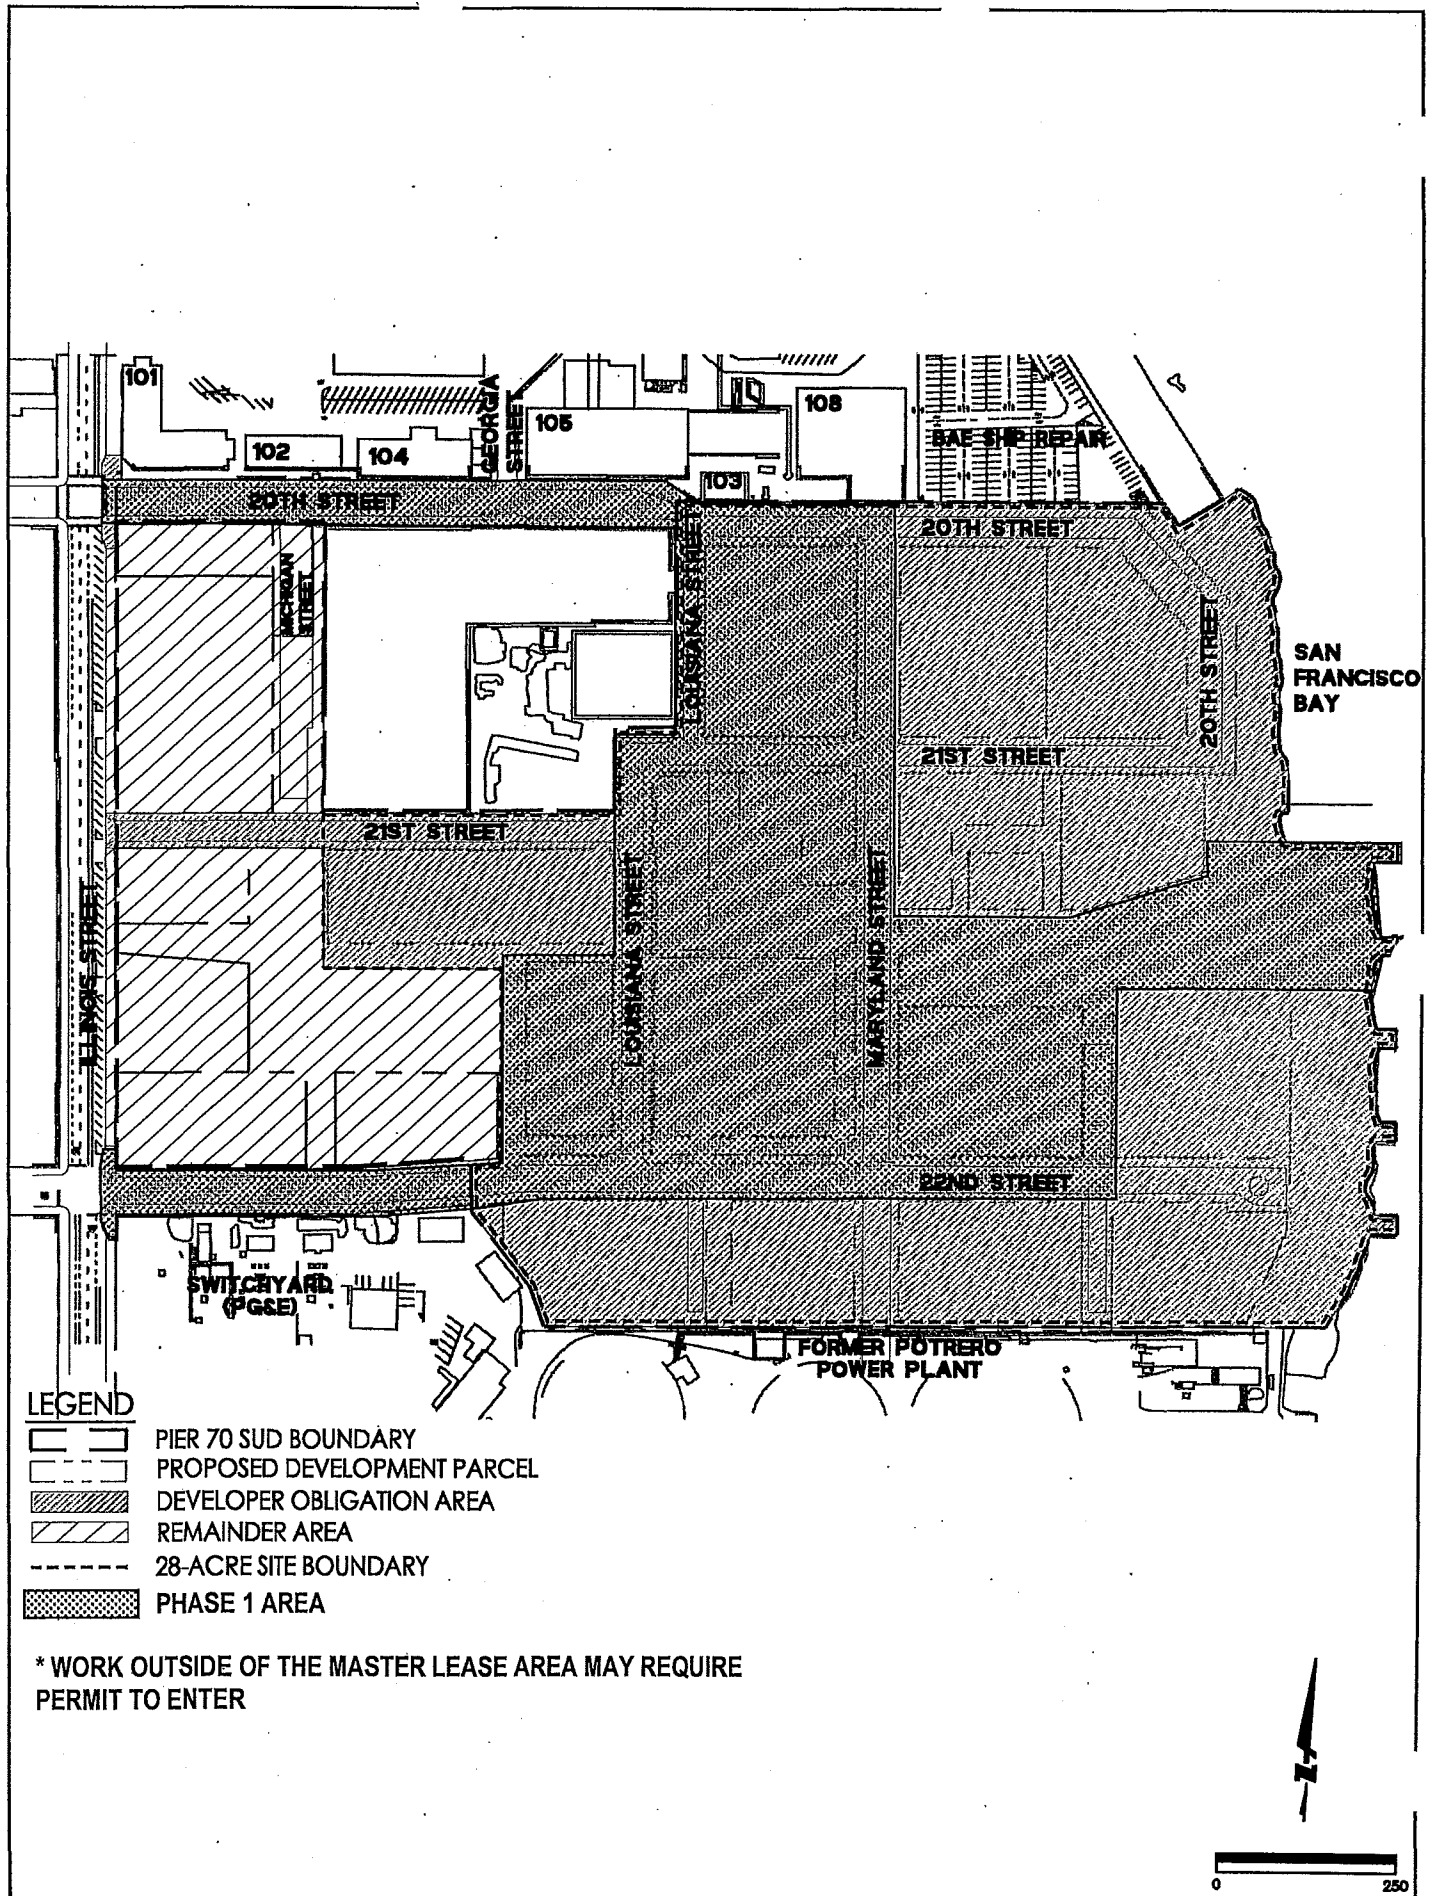 101
102
104
GEORGIA
STREET
105
103
108
BAE SHIP REPAIR
20TH STREET
20TH STREET
MICHIGAN
STREET
LOUISIANA STREET
20TH STREET
SAN
FRANCISCO
BAY
21ST STREET
21ST STREET
ILLINOIS STREET
LOUISIANA STREET
MARYLAND STREET
22ND STREET
SWITCHYARD
(PG&E)
FORMER POTRERO
POWER PLANT
LEGEND
PIER 70 SUD BOUNDARY
PROPOSED DEVELOPMENT PARCEL
DEVELOPER OBLIGATION AREA
REMAINDER AREA
28-ACRE SITE BOUNDARY
PHASE 1 AREA
* WORK OUTSIDE OF THE MASTER LEASE AREA MAY REQUIRE
PERMIT TO ENTER
N
0 250